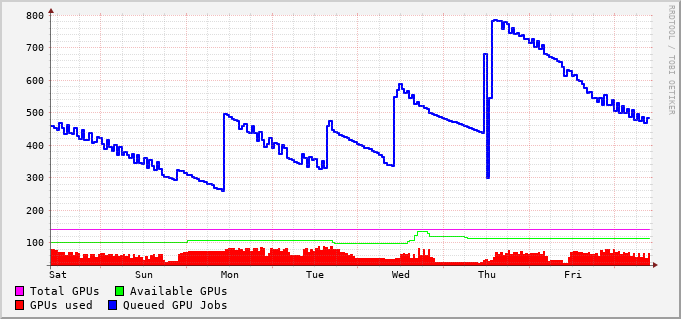 800
700
600
500
400
300
200
100
Sat Sun Mon Tue Wed Thu Fri
Total GPUs Available GPUs
GPUs used Queued GPU Jobs
RRDTOOL / TOBI OETIKER